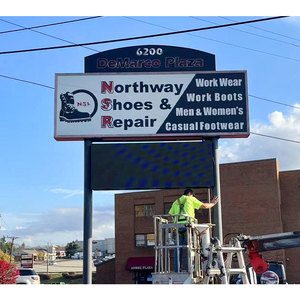 6200
DeMarco Plaza
Northway
Shoes &
Repair
NSR
Work Wear
Work Boots
Men & Women's
Casual Footwear